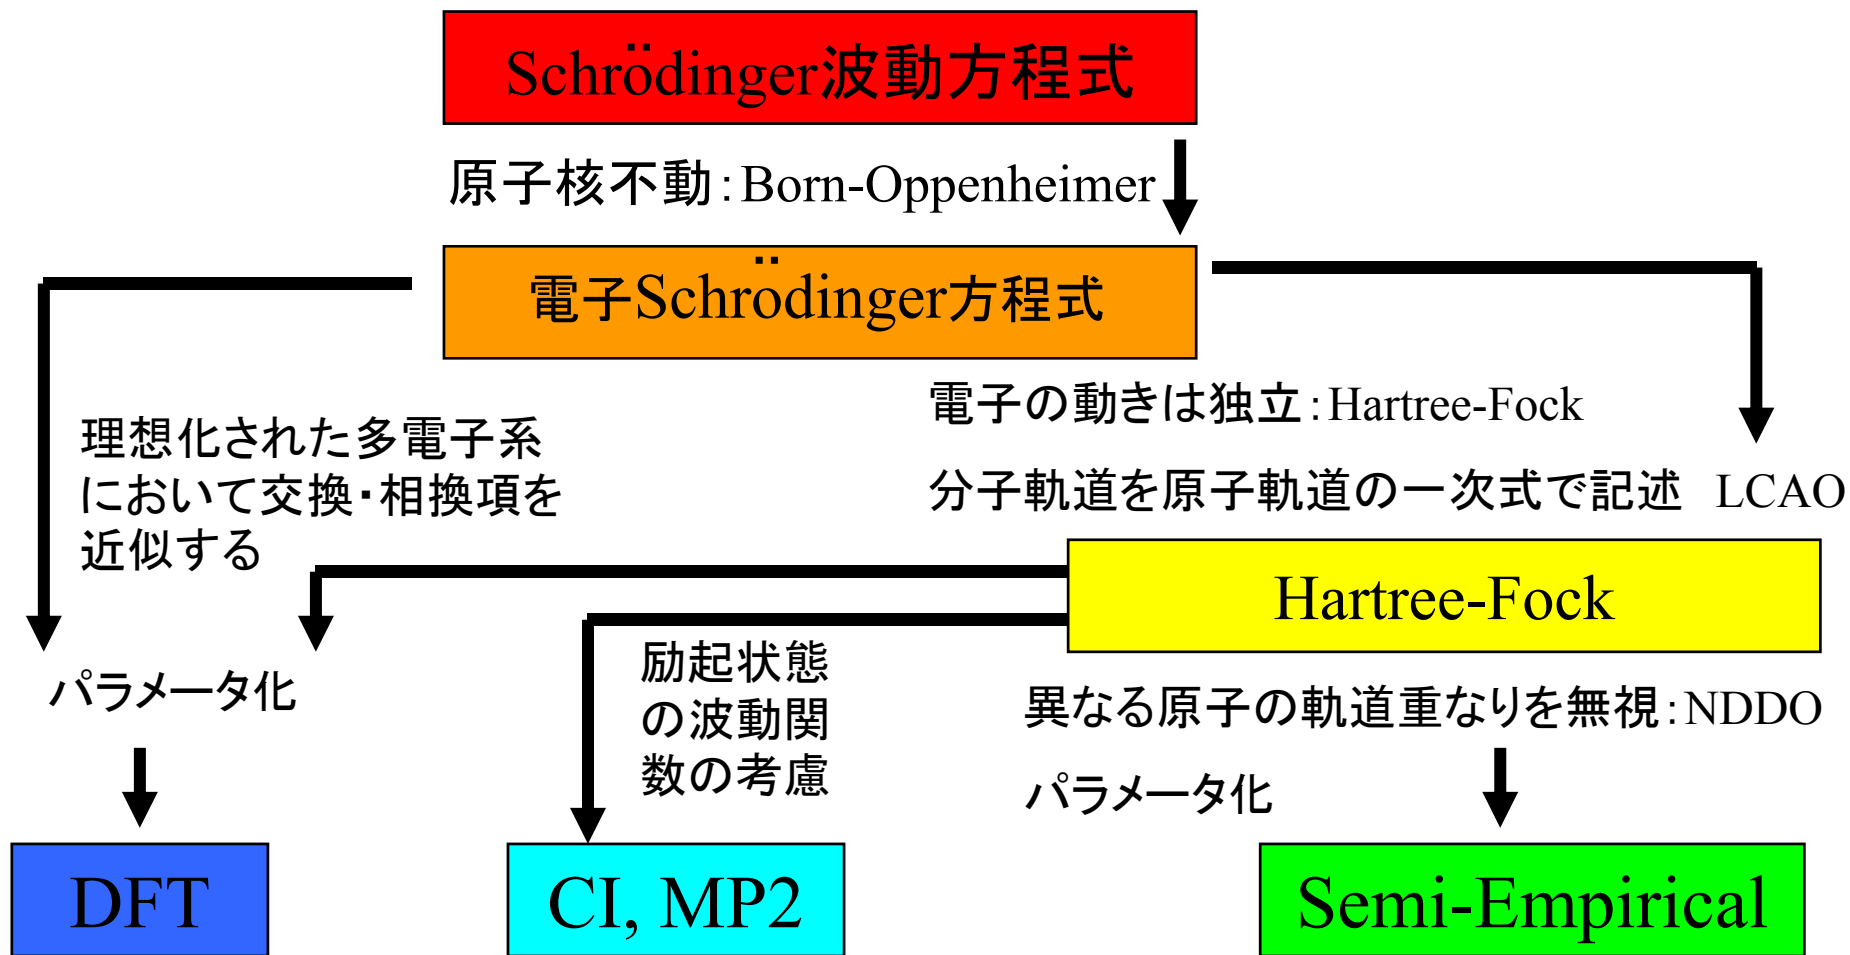 Schrödinger波動方程式
原子核不動：Born-Oppenheimer
電子Schrödinger方程式
電子の動きは独立：Hartree-Fock
分子軌道を原子軌道の一次式で記述　LCAO
理想化された多電子系
において交換・相換項を
近似する
Hartree-Fock
パラメータ化
励起状態
の波動関
数の考慮
異なる原子の軌道重なりを無視：NDDO
パラメータ化
DFT
CI, MP2
Semi-Empirical